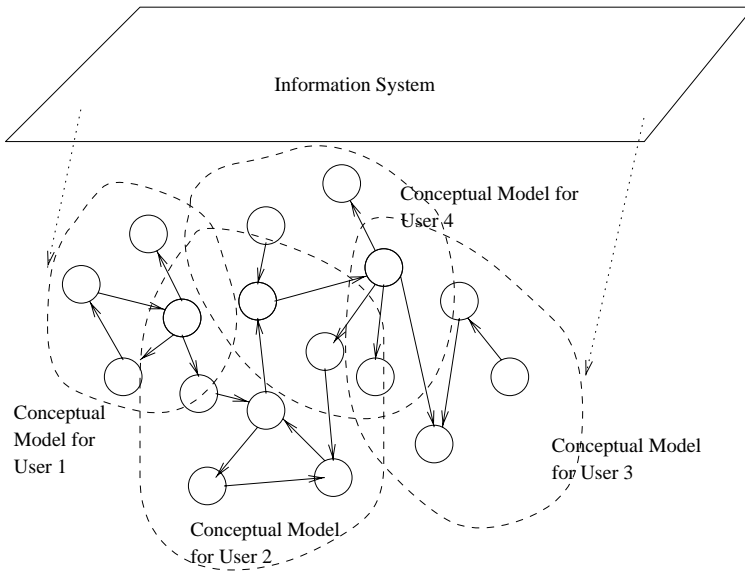 Information System
Conceptual Model for
User 4
Conceptual
Model for
User 1
Conceptual Model
for User 3
Conceptual Model
for User 2